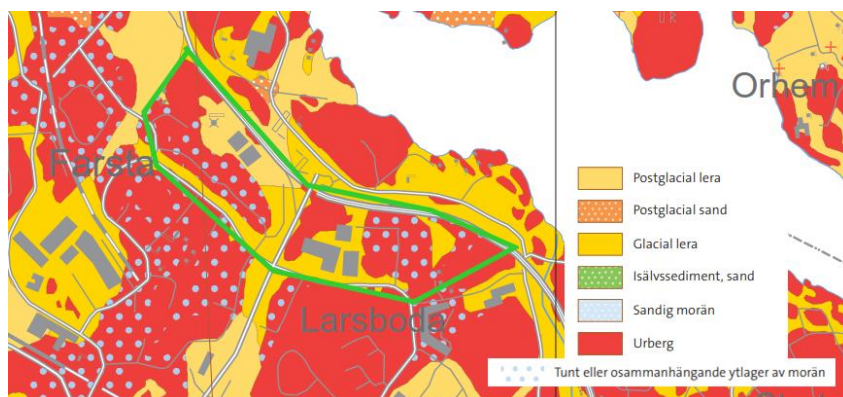 Orhem
Farsta
Larsboda
Postglacial lera
Postglacial sand
Glacial lera
Isälvssediment, sand
Sandig morän
Urberg
Tunt eller osammanhängande ytlager av morän